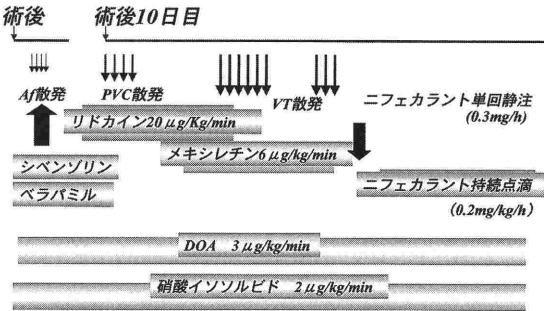 術後
術後10日目
Af散発
PVC散発
VT散発
ニフェカラント単回静注
(0.3mg/h)
リドカイン20μg/Kg/min
メキシレチン6μg/kg/min
シベンゾリン
ベラパミル
ニフェカラント持続点滴
(0.2mg/kg/h)
DOA 3μg/kg/min
硝酸イソソルビド 2μg/kg/min